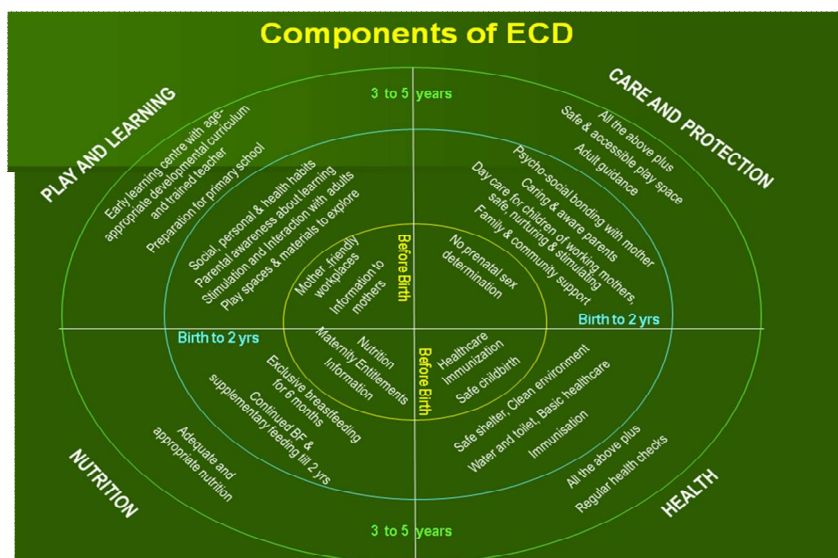 Components of ECD
3 to 5 years
PLAY AND LEARNING
Early learning centre with age-
appropriate developmental curriculum
and trained teacher
Preparation for primary school
Social, personal & health habits
Parental awareness about learning
Stimulation and Interaction with adults
Play spaces & materials to explore
Mother, friendly
workplaces
Information to
mothers
Before Birth
CARE AND PROTECTION
All the above plus
Safe & accessible play space
Adult guidance
Psycho-social bonding with mother
Caring & aware parents
Day care for children of working mothers,
safe, nurturing & stimulating
Family & community support
No prenatal sex
determination
Birth to 2 yrs
Birth to 2 yrs
Nutrition
Maternity Entitlements
Information
Exclusive breastfeeding
for 6 months
Continued BF &
supplementary feeding till 2 yrs
Adequate and
appropriate nutrition
NUTRITION
Before Birth
Healthcare
Immunization
Safe childbirth
Safe shelter, Clean environment
Water and toilet, Basic healthcare
Immunisation
All the above plus
Regular health checks
HEALTH
3 to 5 years